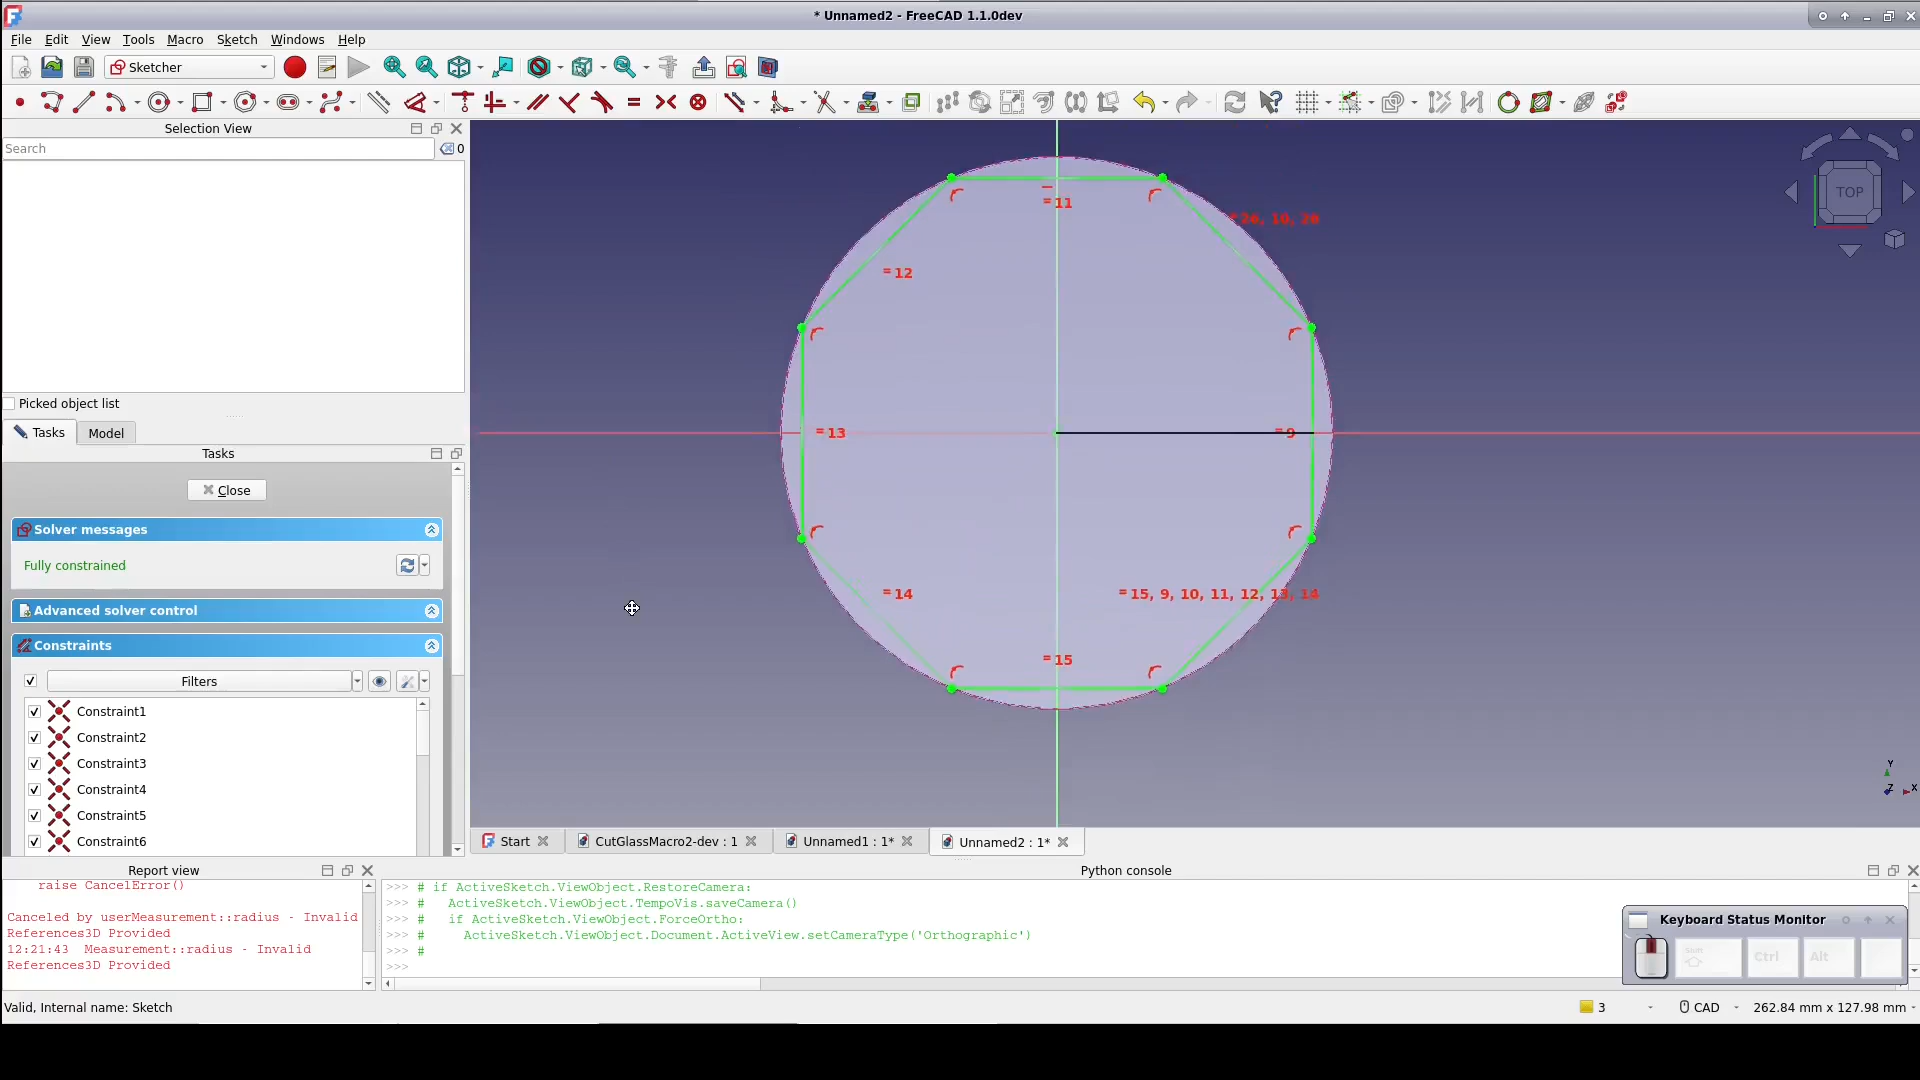 * Unnamed2 - FreeCAD 1.1.0dev
File Edit View Tools Macro Sketch Windows Help
Sketcher
Selection View
Search
0
Picked object list
Tasks Model
Tasks
Close
Solver messages
Fully constrained
Advanced solver control
Constraints
Filters
Constraint1
Constraint2
Constraint3
Constraint4
Constraint5
Constraint6
TOP
=11
=12
=13
=9
=14
=15, 9, 10, 11, 12, 13, 14
=15
Y
Z X
Start CutGlassMacro2-dev : 1 Unnamed1 : 1* Unnamed2 : 1*
Report view
raise CancelError()
Canceled by userMeasurement::radius - Invalid
References3D Provided
12:21:43 Measurement::radius - Invalid
References3D Provided
Python console
>>> # if ActiveSketch.ViewObject.RestoreCamera:
>>> #   ActiveSketch.ViewObject.TempoVis.saveCamera()
>>> #   if ActiveSketch.ViewObject.ForceOrtho:
>>> #     ActiveSketch.ViewObject.Document.ActiveView.setCameraType('Orthographic')
>>> #
>>>
Keyboard Status Monitor
Shift Ctrl Alt
Valid, Internal name: Sketch
3 CAD 262.84 mm x 127.98 mm